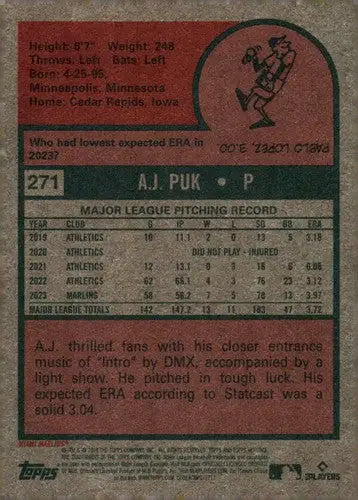 Height: 6'7" Weight: 248
Throws: Left Bats: Left
Born: 4-25-95,
Minneapolis, Minnesota
Home: Cedar Rapids, Iowa
Who had lowest expected ERA in
2023?
PABLO LOPEZ, 3.00
271
A.J. PUK • P
MAJOR LEAGUE PITCHING RECORD
YEAR CLUB G IP W L SO BB ERA
2019 ATHLETICS 10 11.1 2 0 13 5 3.18
2020 ATHLETICS DID NOT PLAY - INJURED
2021 ATHLETICS 12 13.1 0 3 16 6 6.08
2022 ATHLETICS 62 66.1 4 3 76 23 3.12
2023 MARLINS 58 56.2 7 5 78 13 3.97
MAJOR LEAGUE TOTALS 142 147.2 13 11 183 47 3.72
A.J. thrilled fans with his closer entrance
music of "Intro" by DMX, accompanied by a
light show. He pitched in tough luck. His
expected ERA according to Statcast was
a solid 3.04.
MIAMI MARLINS®
Topps
PLAYERS